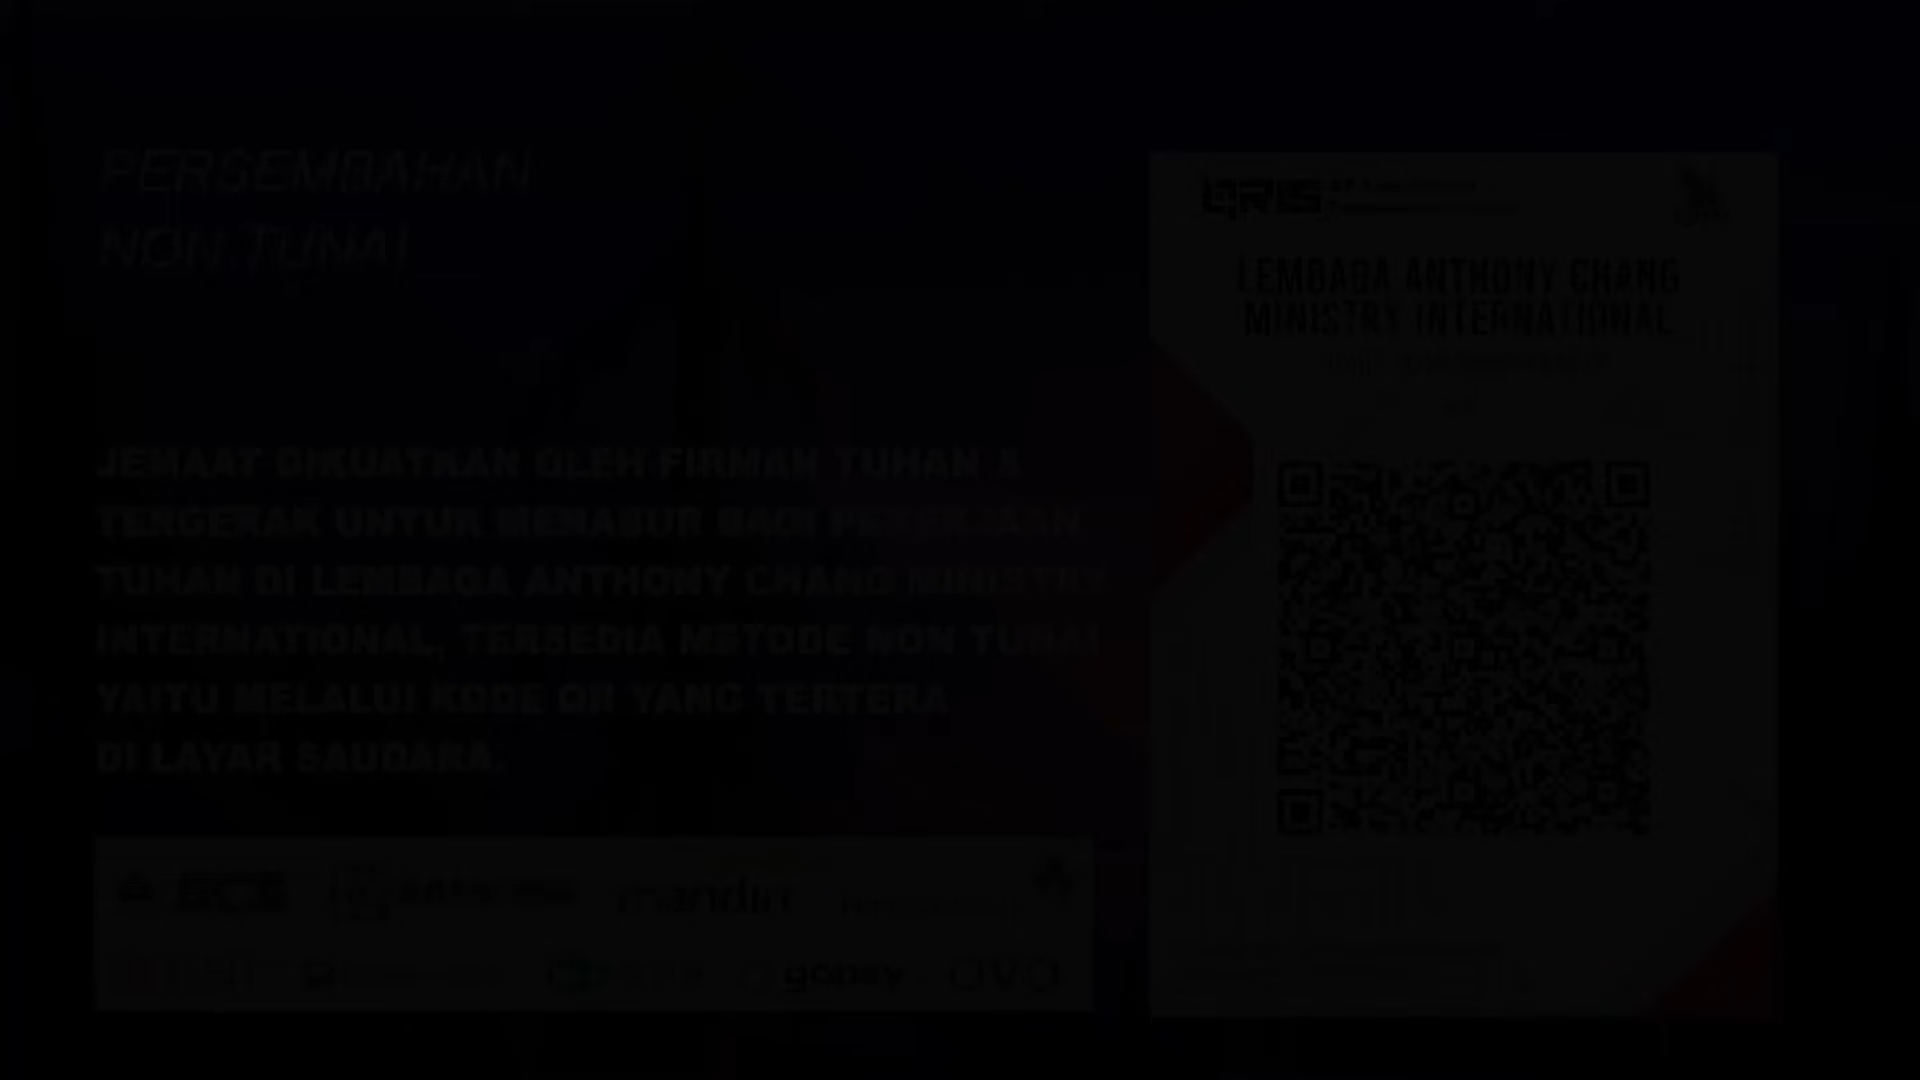 PERSEMBAHAN
NON TUNAI
JEMAAT DIKUATKAN OLEH FIRMAN TUHAN &
TERGERAK UNTUK MENABUR BAGI PEKERJAAN
TUHAN DI LEMBAGA ANTHONY CHANG MINISTRY
INTERNATIONAL, TERSEDIA METODE NON TUNAI
YAITU MELALUI KODE QR YANG TERTERA
DI LAYAR SAUDARA.
BCA
mandiri
gopay OVO
QRIS
LEMBAGA ANTHONY CHANG
MINISTRY INTERNATIONAL